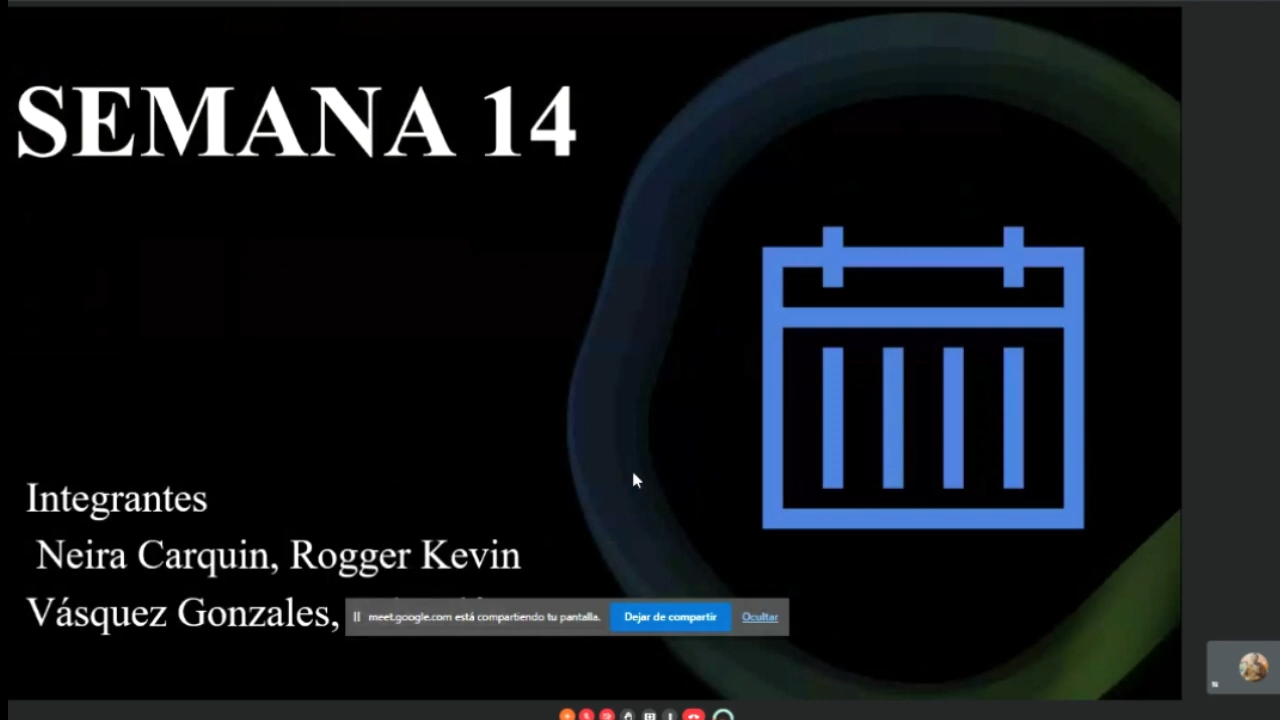 SEMANA 14
Integrantes
Neira Carquin, Rogger Kevin
Vásquez Gonzales,
meet.google.com está compartiendo tu pantalla. Dejar de compartir Ocultar